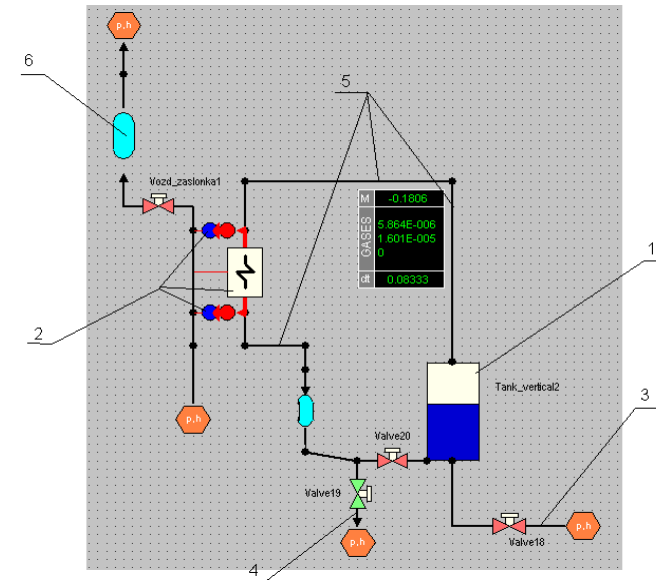 p,h
6
5
Vozd_zaslonka1
M -0.1806
GASES
5.864E-006
1.601E-005
0
dt 0.08333
1
2
Tank_vertical2
p,h
3
Valve20
Valve19
p,h
Valve18
p,h
4